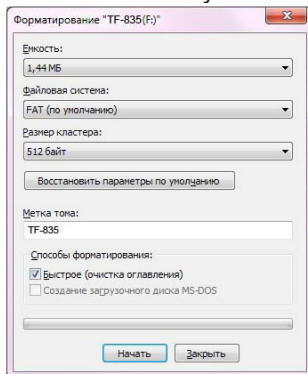 Форматирование "TF-835(F:)"
Емкость:
1,44 МБ
Файловая система:
FAT (по умолчанию)
Размер кластера:
512 байт
Восстановить параметры по умолчанию
Метка тома:
TF-835
Способы форматирования:
Быстрое (очистка оглавления)
Создание загрузочного диска MS-DOS
Начать Закрыть